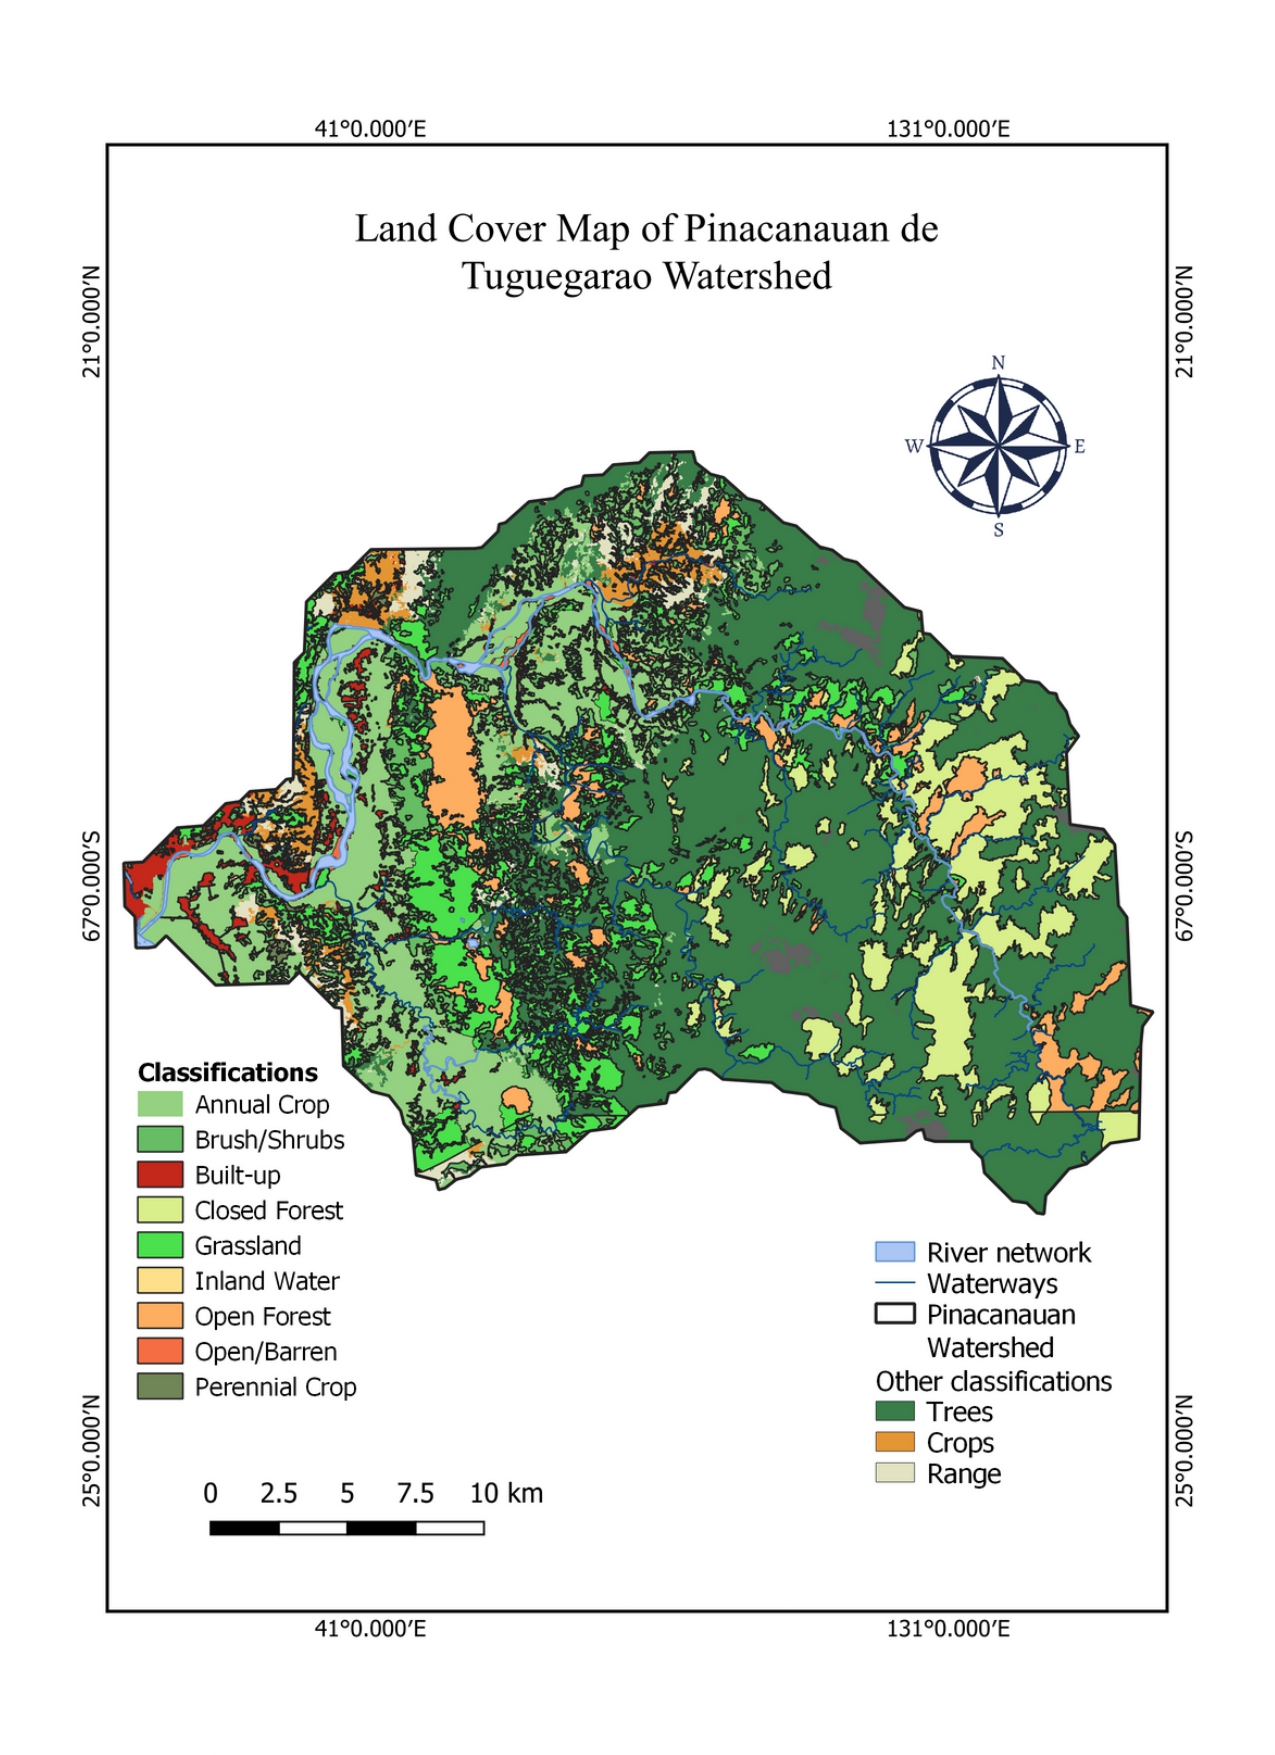 41°0.000′E 131°0.000′E
Land Cover Map of Pinacanauan de
Tuguegarao Watershed
21°0.000′N
21°0.000′N
N
W E
S
67°0.000′S
67°0.000′S
Classifications
Annual Crop
Brush/Shrubs
Built-up
Closed Forest
Grassland
Inland Water
Open Forest
Open/Barren
Perennial Crop
River network
Waterways
Pinacanauan
Watershed
Other classifications
Trees
Crops
Range
25°0.000′N
25°0.000′N
0 2.5 5 7.5 10 km
41°0.000′E 131°0.000′E